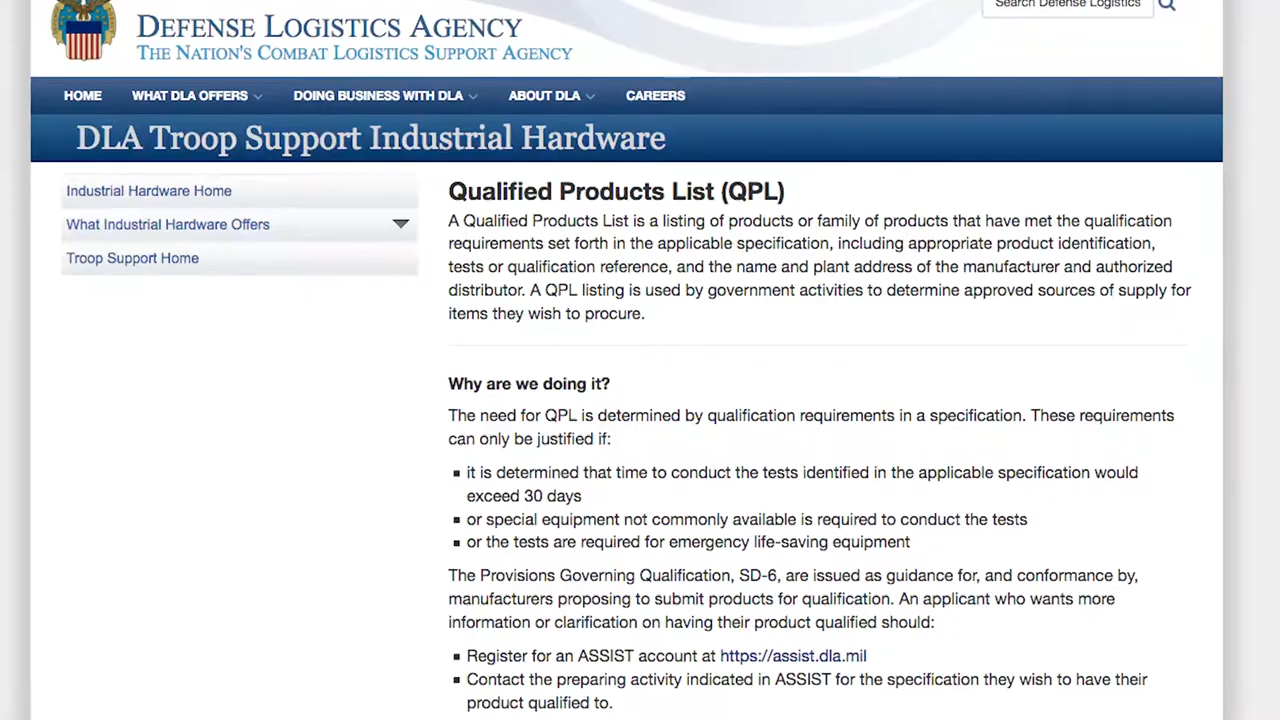 Search Defense Logistics
DEFENSE LOGISTICS AGENCY
THE NATION'S COMBAT LOGISTICS SUPPORT AGENCY
HOME WHAT DLA OFFERS DOING BUSINESS WITH DLA ABOUT DLA CAREERS
DLA Troop Support Industrial Hardware
Industrial Hardware Home
What Industrial Hardware Offers
Troop Support Home
Qualified Products List (QPL)
A Qualified Products List is a listing of products or family of products that have met the qualification
requirements set forth in the applicable specification, including appropriate product identification,
tests or qualification reference, and the name and plant address of the manufacturer and authorized
distributor. A QPL listing is used by government activities to determine approved sources of supply for
items they wish to procure.
Why are we doing it?
The need for QPL is determined by qualification requirements in a specification. These requirements
can only be justified if:
▪ it is determined that time to conduct the tests identified in the applicable specification would
exceed 30 days
▪ or special equipment not commonly available is required to conduct the tests
▪ or the tests are required for emergency life-saving equipment
The Provisions Governing Qualification, SD-6, are issued as guidance for, and conformance by,
manufacturers proposing to submit products for qualification. An applicant who wants more
information or clarification on having their product qualified should:
▪ Register for an ASSIST account at https://assist.dla.mil
▪ Contact the preparing activity indicated in ASSIST for the specification they wish to have their
product qualified to.